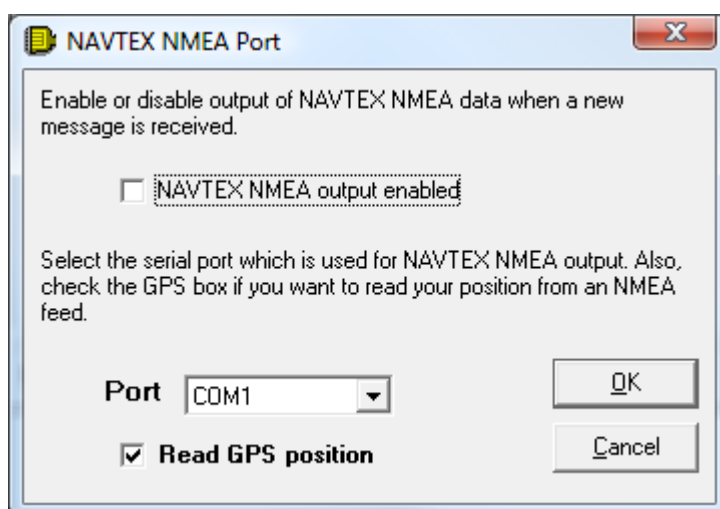 NAVTEX NMEA Port
Enable or disable output of NAVTEX NMEA data when a new
message is received.
NAVTEX NMEA output enabled
Select the serial port which is used for NAVTEX NMEA output. Also,
check the GPS box if you want to read your position from an NMEA
feed.
Port COM1
OK
Read GPS position
Cancel